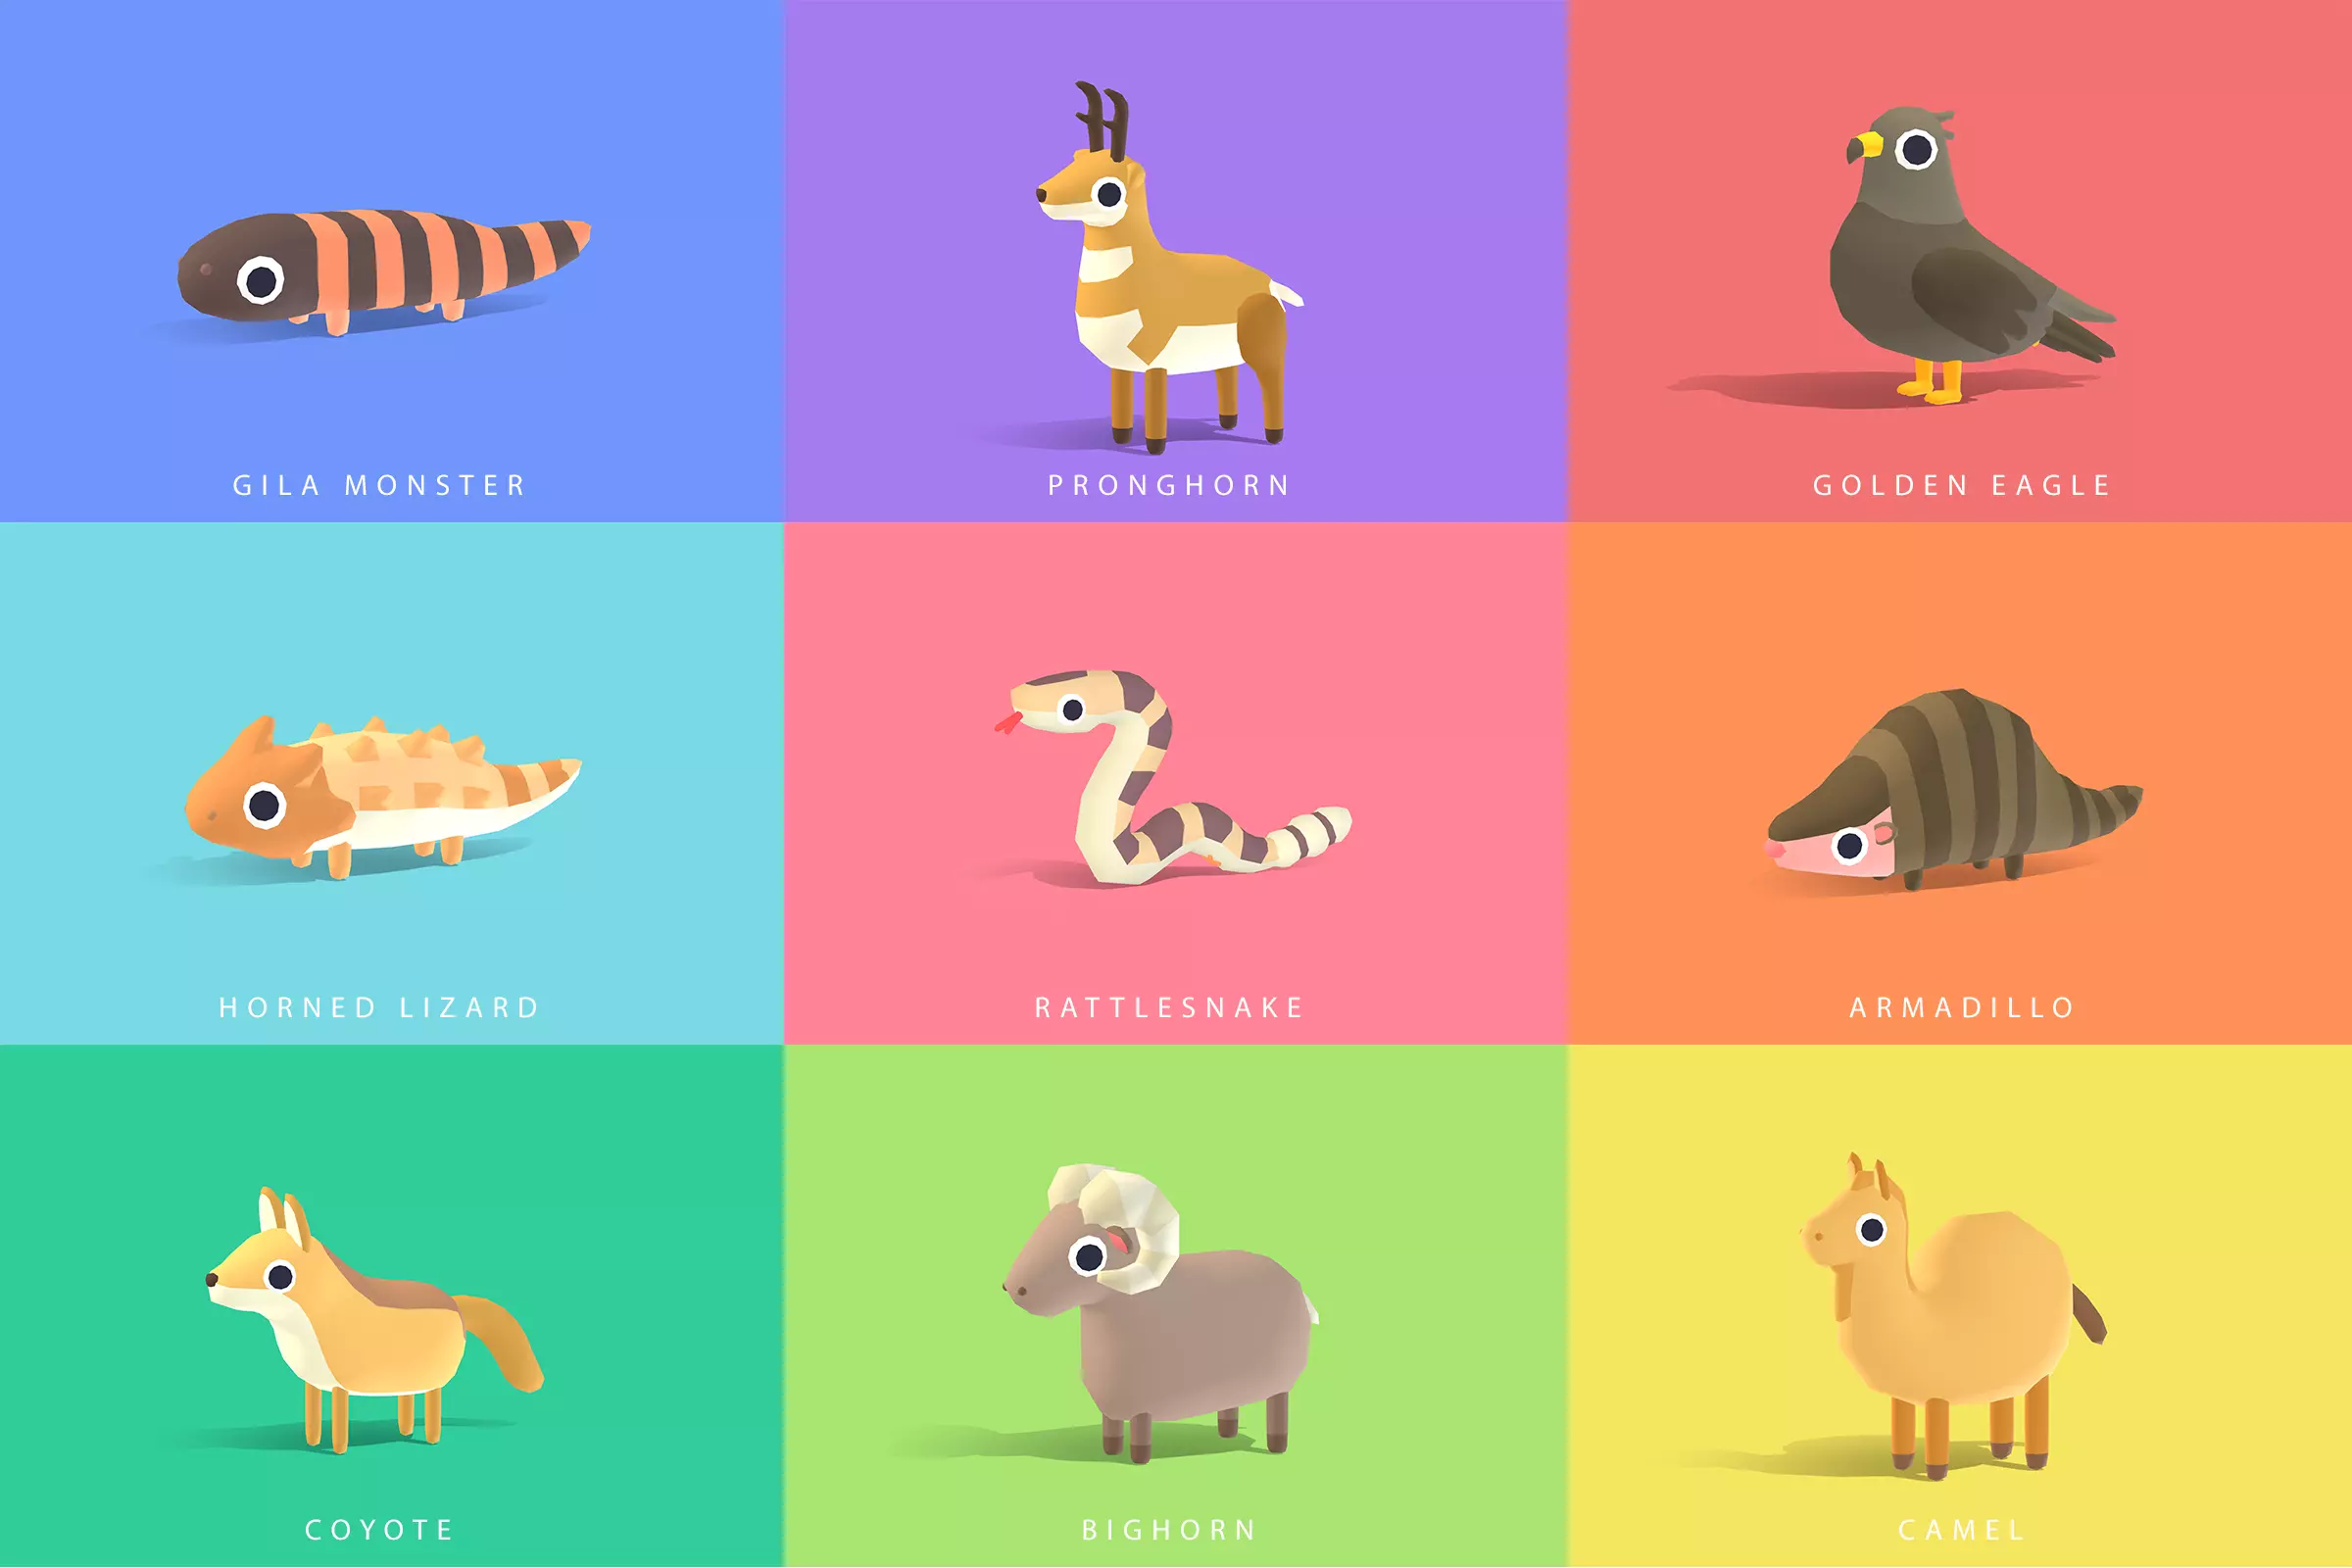 GILA MONSTER
PRONGHORN
GOLDEN EAGLE
HORNED LIZARD
RATTLESNAKE
ARMADILLO
COYOTE
BIGHORN
CAMEL